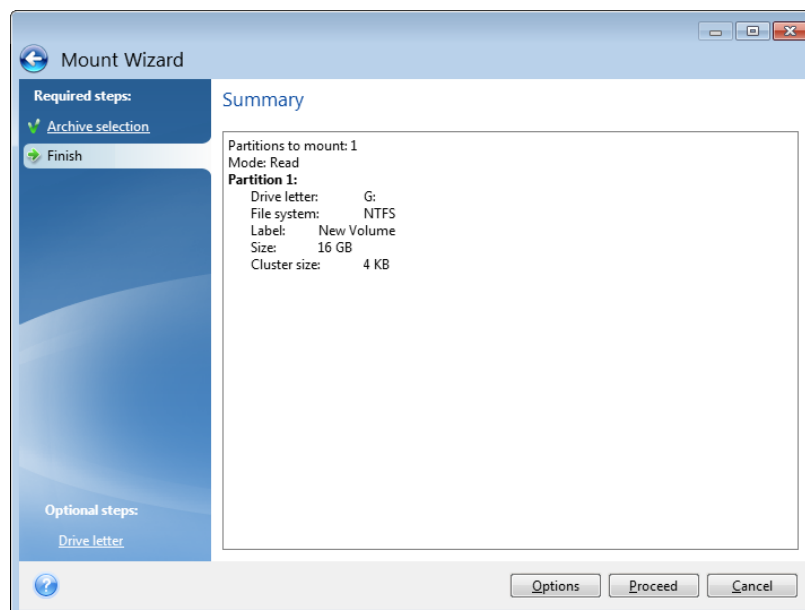 Mount Wizard
Required steps:
Archive selection
Finish
Summary
Partitions to mount: 1
Mode: Read
Partition 1:
Drive letter: G:
File system: NTFS
Label: New Volume
Size: 16 GB
Cluster size: 4 KB
Optional steps:
Drive letter
?
Options Proceed Cancel